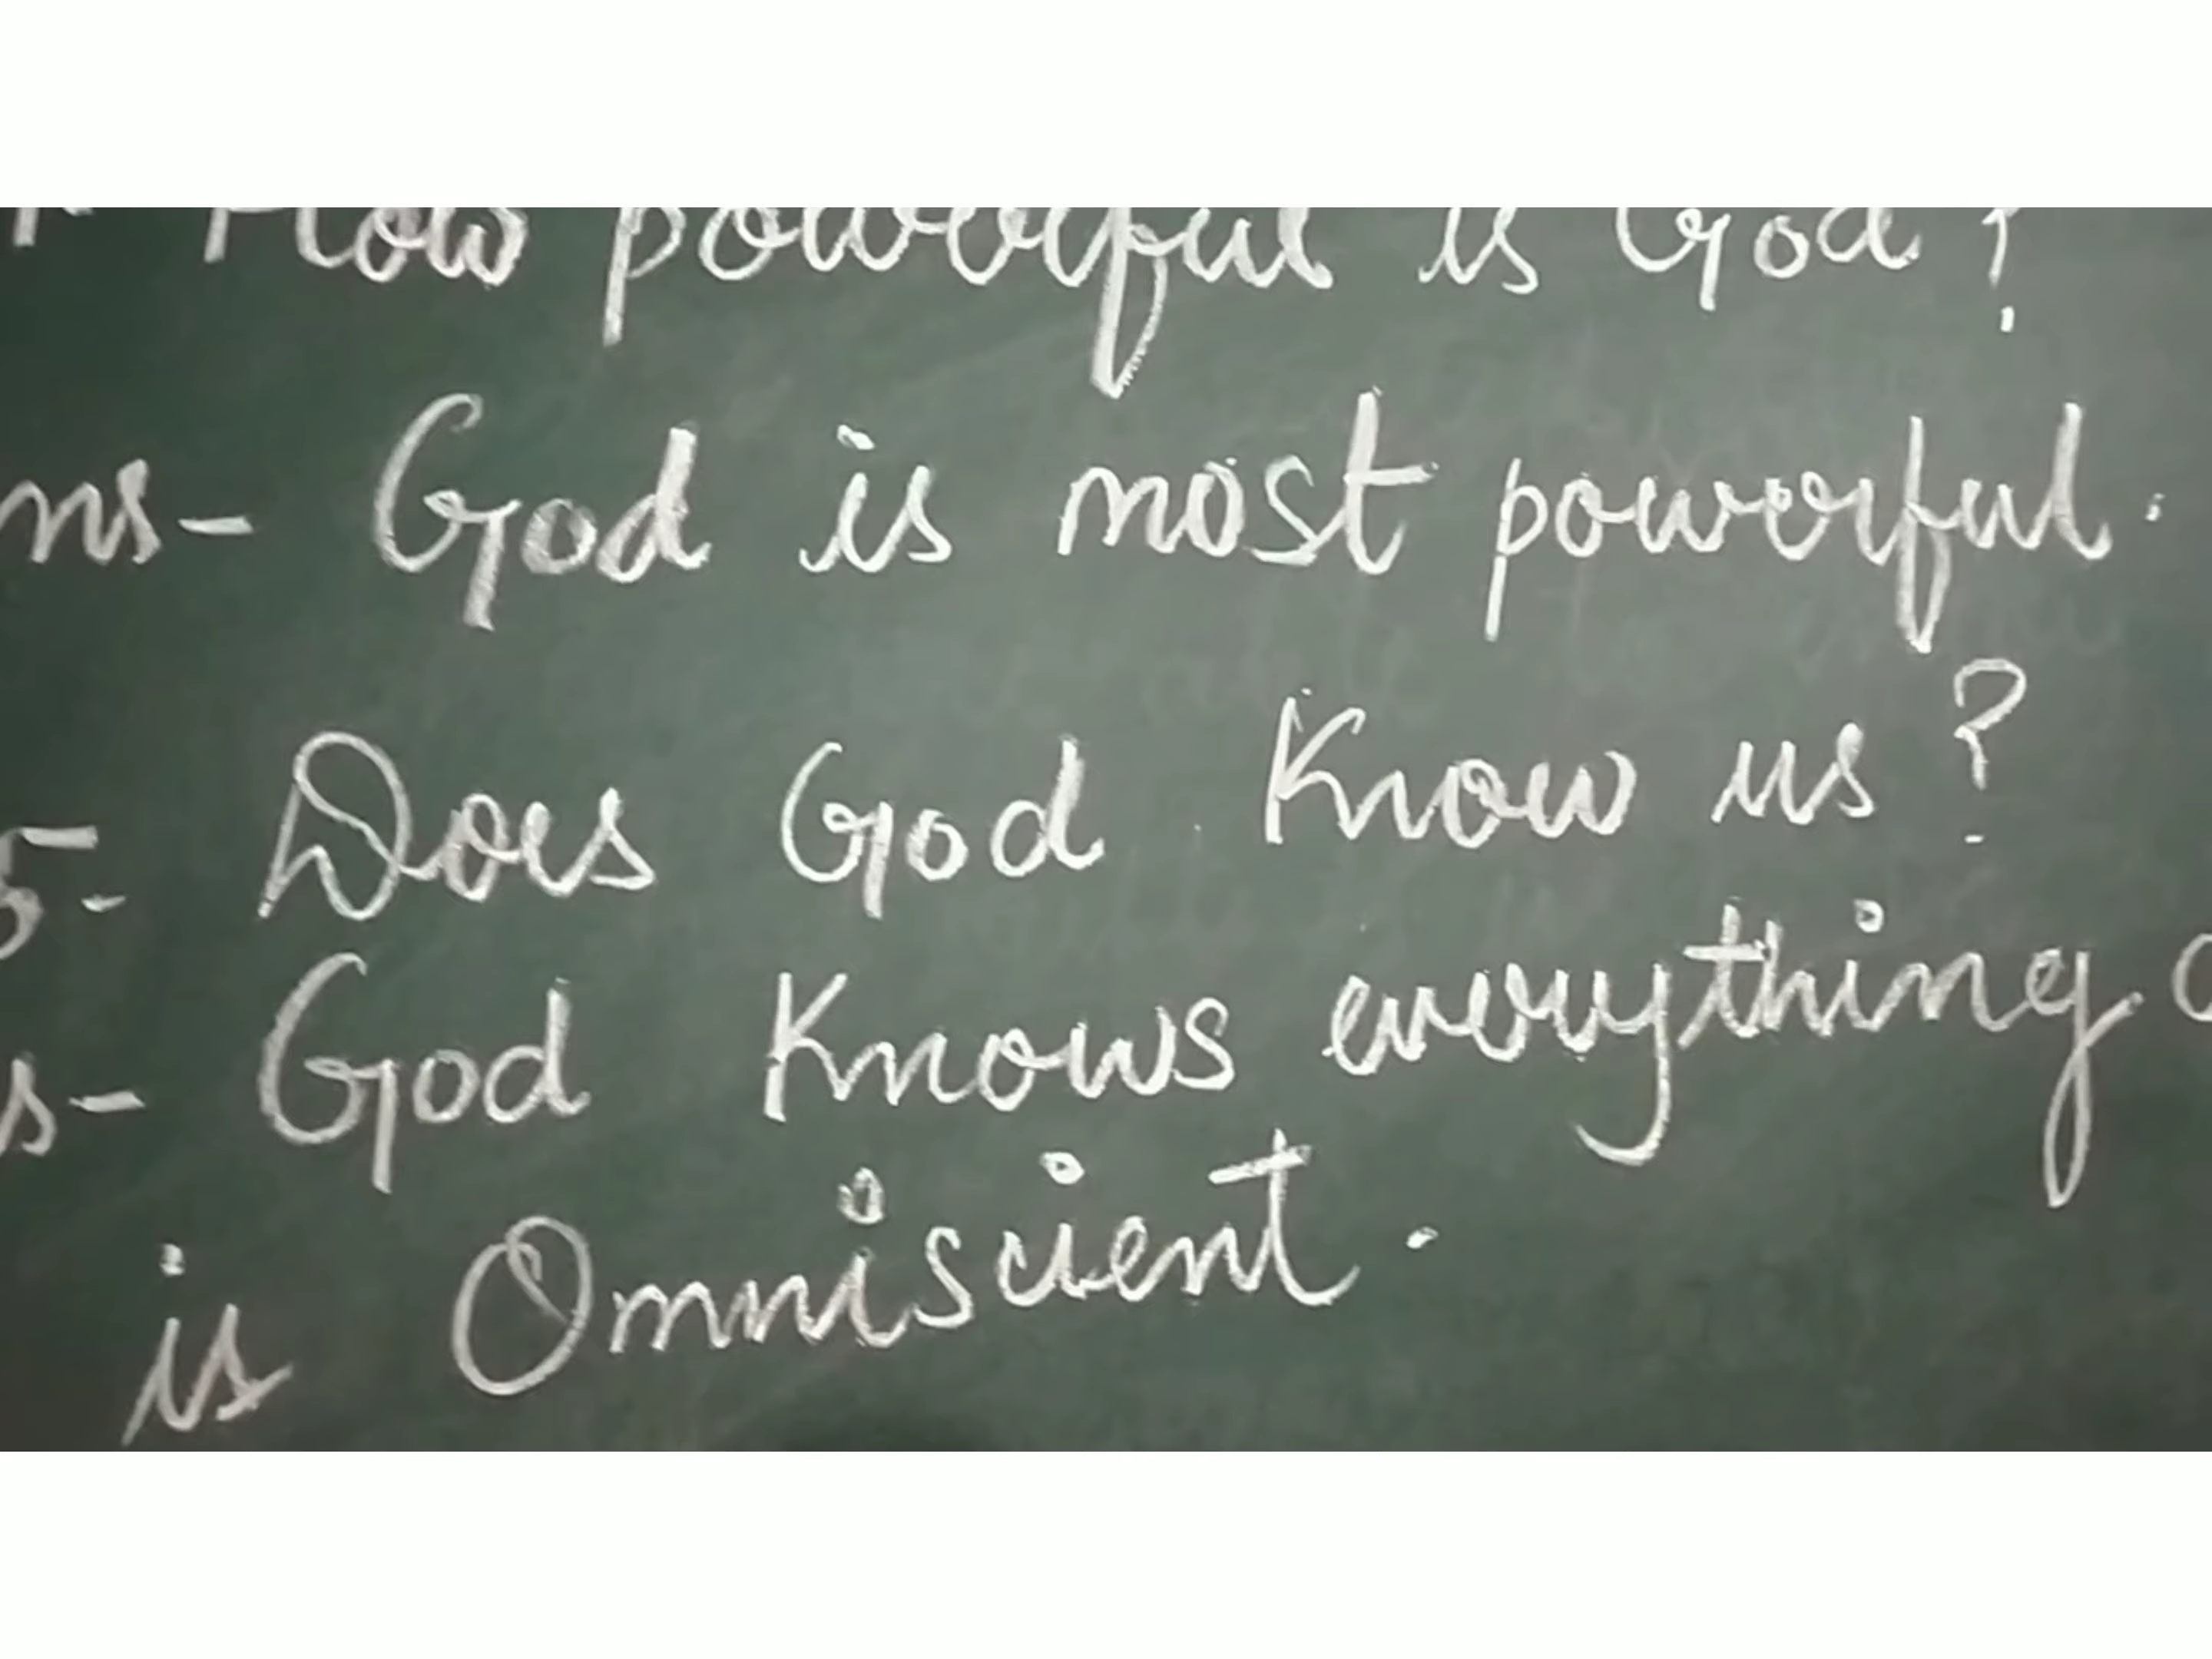 How powerful is God?
ns- God is most powerful.
5- Does God Know us?
s- God Knows everything
is Omniscient.